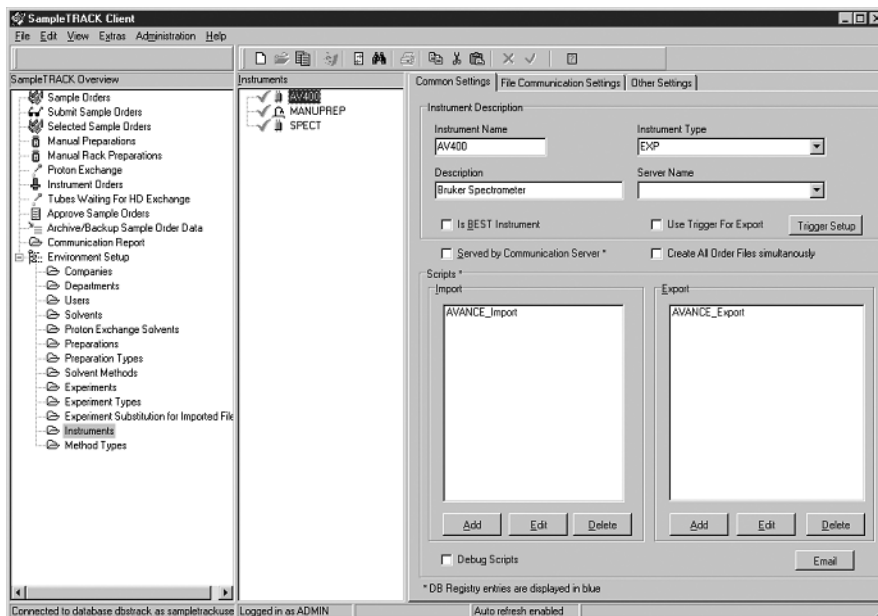 SampleTRACK Client
File Edit View Extras Administration Help
SampleTRACK Overview
Sample Orders
Submit Sample Orders
Selected Sample Orders
Manual Preparations
Manual Rack Preparations
Proton Exchange
Instrument Orders
Tubes Waiting For HD Exchange
Approve Sample Orders
Archive/Backup Sample Order Data
Communication Report
Environment Setup
Companies
Departments
Users
Solvents
Proton Exchange Solvents
Preparations
Preparation Types
Solvent Methods
Experiments
Experiment Types
Experiment Substitution for Imported File
Instruments
Method Types
Instruments
AV400
MANUPREP
SPECT
Common Settings File Communication Settings Other Settings
Instrument Description
Instrument Name Instrument Type
AV400 EXP
Description Server Name
Bruker Spectrometer
Is BEST Instrument Use Trigger For Export Trigger Setup
Served by Communication Server * Create All Order Files simultanously
Scripts *
Import Export
AVANCE_Import AVANCE_Export
Add Edit Delete Add Edit Delete
Debug Scripts Email
* DB Registry entries are displayed in blue
Connected to database dbstrack as sampletrackuse Logged in as ADMIN Auto refresh enabled